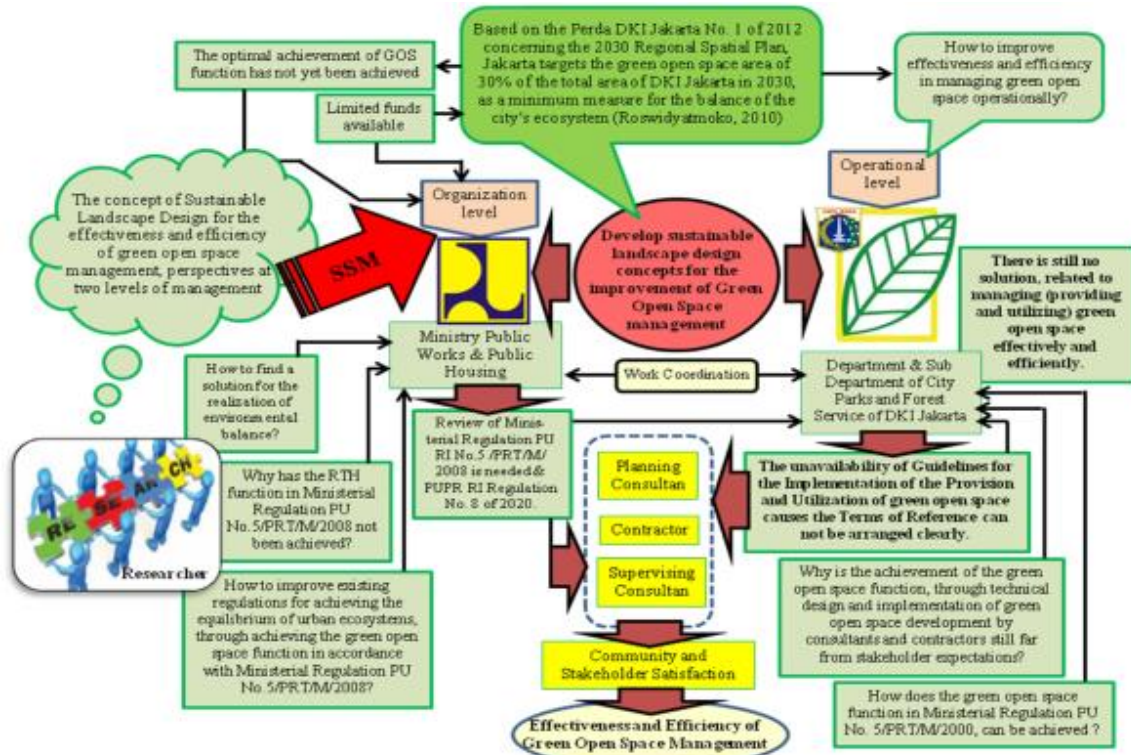 The optimal achievement of GOS
function has not yet been achieved
Limited funds
available
Based on the Perda DKI Jakarta No. 1 of 2012
concerning the 2030 Regional Spatial Plan,
Jakarta targets the green open space area of
30% of the total area of DKI Jakarta in 2030,
as a minimum measure for the balance of the
city's ecosystem (Roswidyatmoko, 2010)
How to improve
effectiveness and efficiency
in managing green open
space operationally?
The concept of Sustainable
Landscape Design for the
effectiveness and efficiency
of green open space
management, perspectives at
two levels of management
SSM
Organization
level
Operational
level
Develop sustainable
landscape design
concepts for the
improvement of Green
Open Space
management
There is still no
solution, related to
managing (providing
and utilizing) green
open space
effectively and
efficiently.
Ministry Public
Works & Public
Housing
Work Coordination
Department & Sub
Department of City
Parks and Forest
Service of DKI Jakarta
How to find a
solution for the
realization of
environmental
balance?
Review of Minis-
terial Regulation PU
RI No.5 /PRT/M/
2008 is needed &
PUPR RI Regulation
No. 8 of 2020.
Planning
Consultan
Contractor
Supervising
Consultan
The unavailability of Guidelines for
the Implementation of the Provision
and Utilization of green open space
causes the Terms of Reference can
not be arranged clearly.
RE SE AR CH
Researcher
Why has the RTH
function in Ministerial
Regulation PU
No.5/PRT/M/2008 not
been achieved?
How to improve existing
regulations for achieving the
equilibrium of urban ecosystems,
through achieving the green open
space function in accordance
with Ministerial Regulation PU
No.5/PRT/M/2008?
Why is the achievement of the green
open space function, through technical
design and implementation of green
open space development by
consultants and contractors still far
from stakeholder expectations?
Community and
Stakeholder Satisfaction
How does the green open space
function in Ministerial Regulation PU
No. 5/PRT/M/2000, can be achieved ?
Effectiveness and Efficiency of
Green Open Space Management